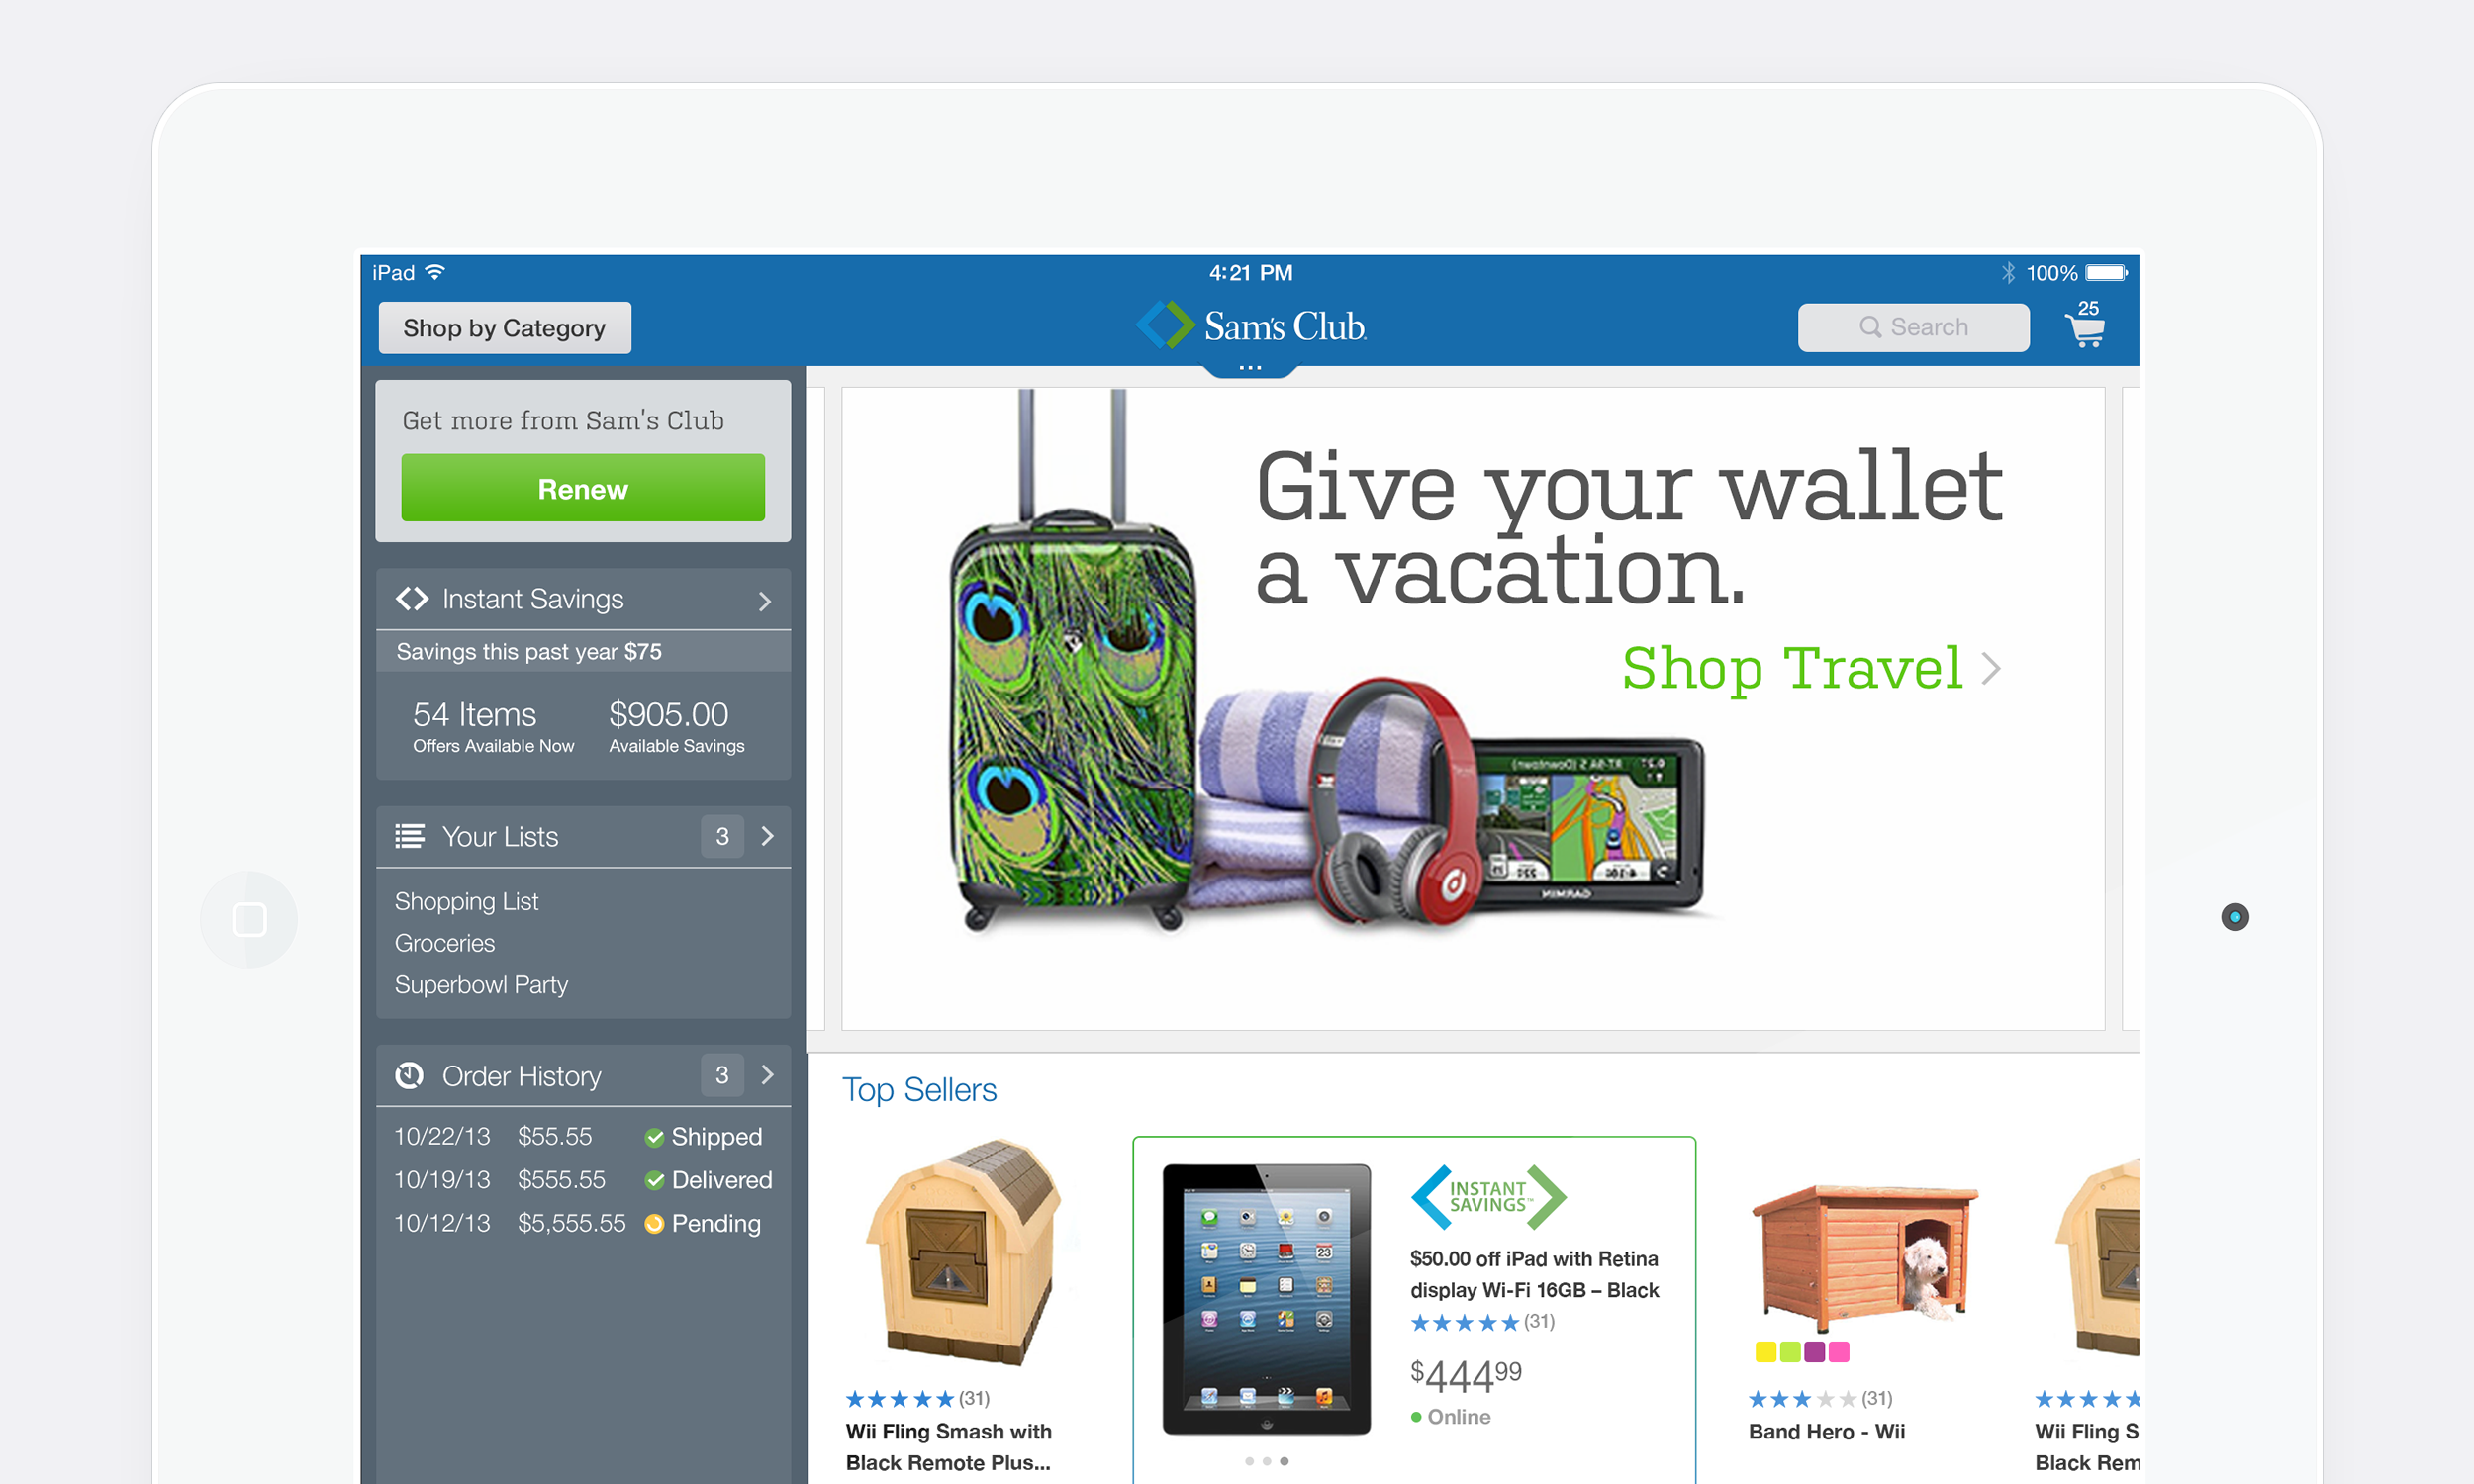 iPad
4:21 PM
100%
Shop by Category
Sam's Club
Search
25
...
Get more from Sam's Club
Renew
Instant Savings
Savings this past year $75
54 Items
$905.00
Offers Available Now
Available Savings
Your Lists
3
Shopping List
Groceries
Superbowl Party
Order History
3
10/22/13 $55.55 Shipped
10/19/13 $555.55 Delivered
10/12/13 $5,555.55 Pending
Give your wallet
a vacation.
Shop Travel
GARMIN
Top Sellers
(31)
Wii Fling Smash with
Black Remote Plus...
INSTANT
SAVINGS™
$50.00 off iPad with Retina
display Wi-Fi 16GB – Black
(31)
$444 99
Online
(31)
Band Hero - Wii
Wii Fling S
Black Rem